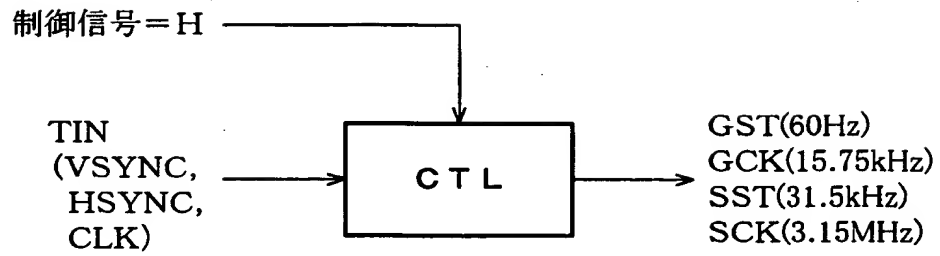 制御信号=H
TIN
(VSYNC,
HSYNC,
CLK)
CTL
GST(60Hz)
GCK(15.75kHz)
SST(31.5kHz)
SCK(3.15MHz)